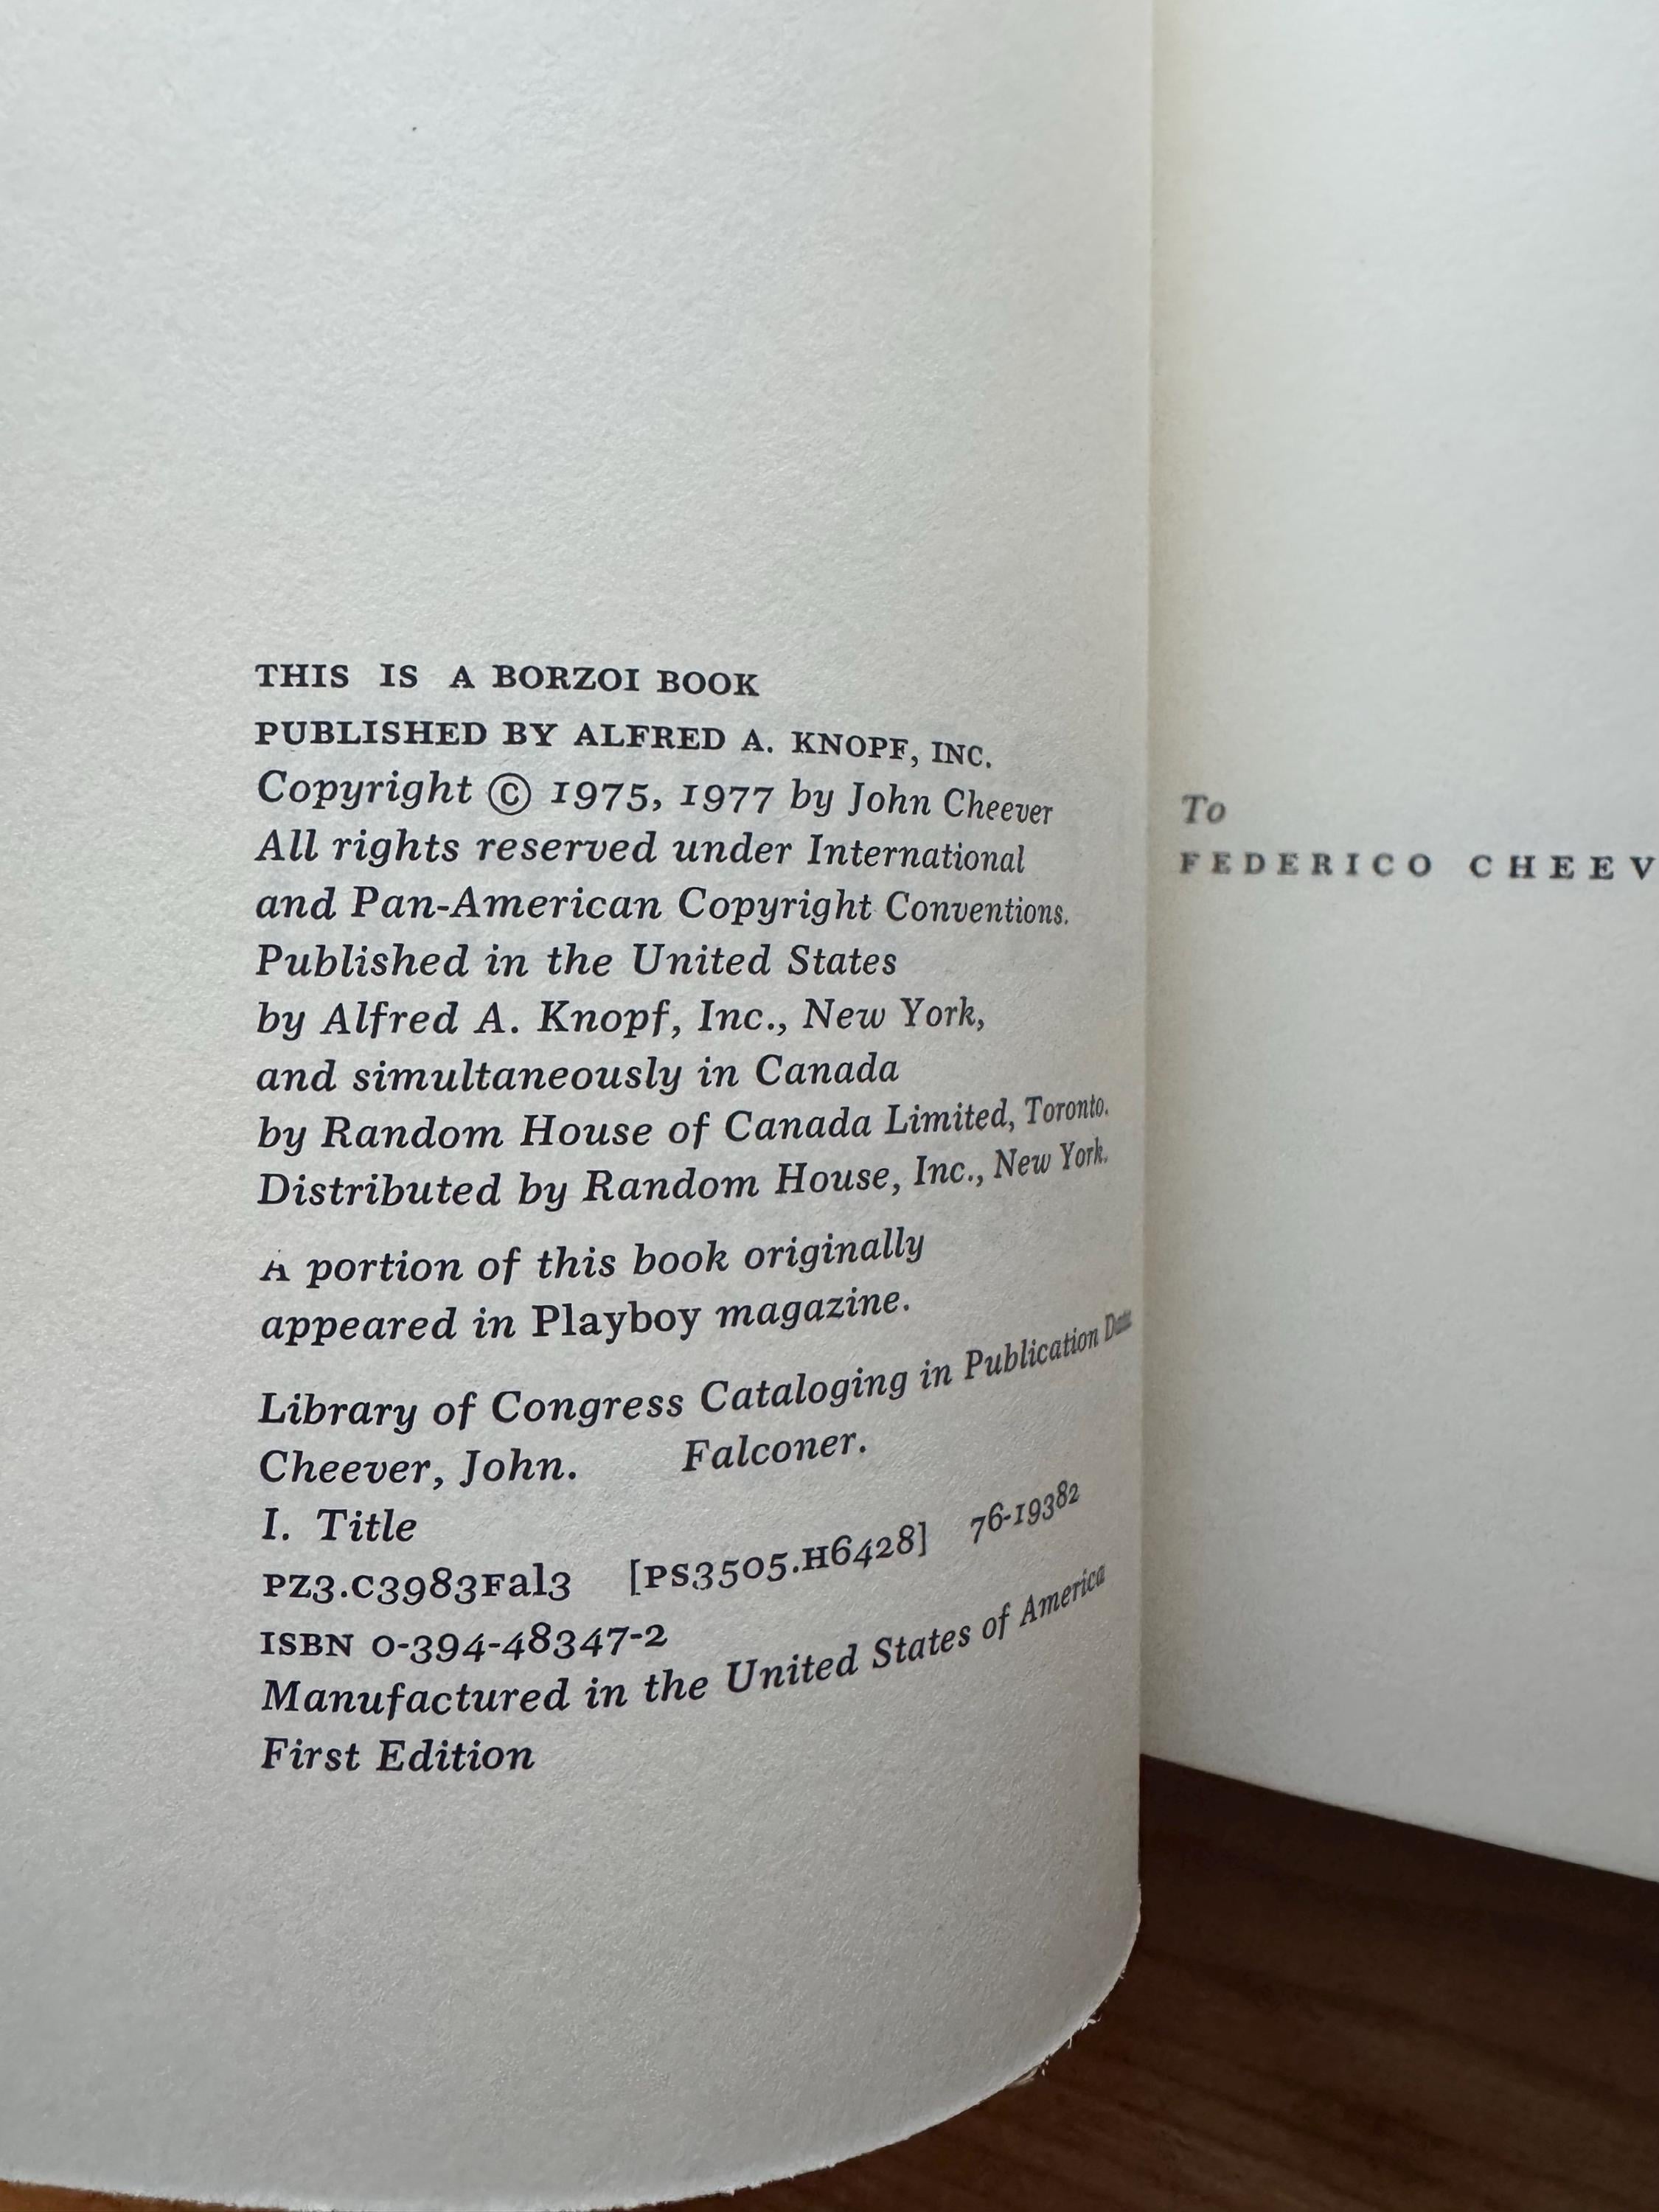 THIS IS A BORZOI BOOK
PUBLISHED BY ALFRED A. KNOPF, INC.
Copyright © 1975, 1977 by John Cheever
All rights reserved under International
and Pan-American Copyright Conventions.
Published in the United States
by Alfred A. Knopf, Inc., New York,
and simultaneously in Canada
by Random House of Canada Limited, Toronto.
Distributed by Random House, Inc., New York.
A portion of this book originally
appeared in Playboy magazine.
Library of Congress Cataloging in Publication Data
Cheever, John. Falconer.
I. Title
PZ3.C3983Fal3 [PS3505.H6428] 76-19382
ISBN 0-394-48347-2
Manufactured in the United States of America
First Edition
To
FEDERICO CHEEV